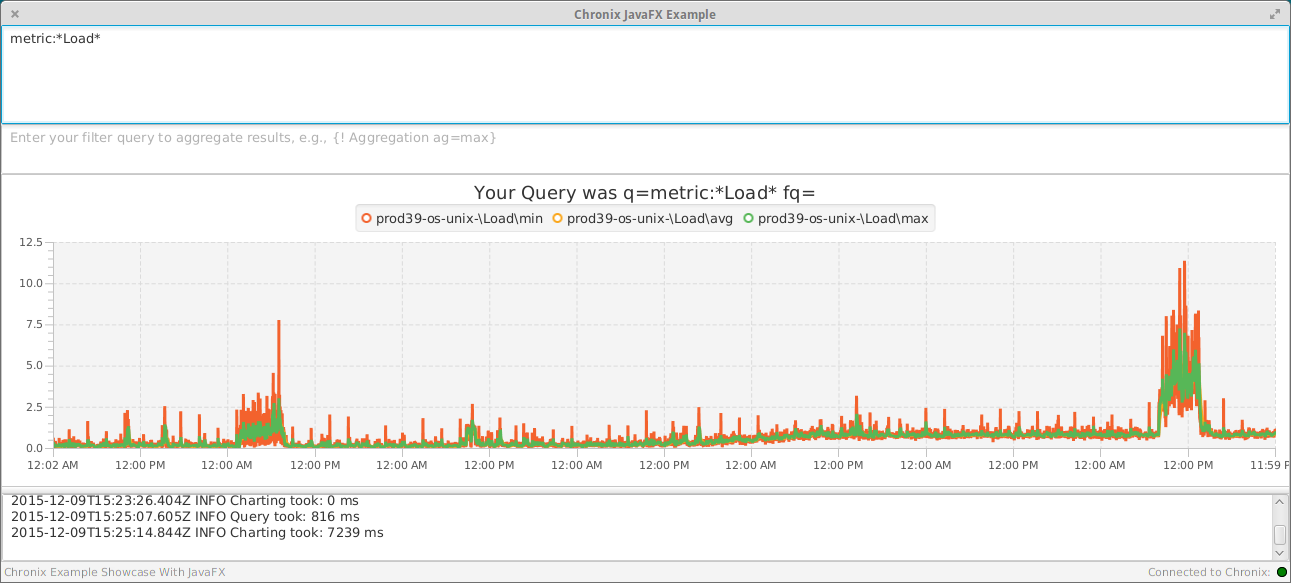 Chronix JavaFX Example
metric:*Load*
Enter your filter query to aggregate results, e.g., {! Aggregation ag=max}
Your Query was q=metric:*Load* fq=
prod39-os-unix-\Load\min prod39-os-unix-\Load\avg prod39-os-unix-\Load\max
12.5
10.0
7.5
5.0
2.5
0.0
12:02 AM 12:00 PM 12:00 AM 12:00 PM 12:00 AM 12:00 PM 12:00 AM 12:00 PM 12:00 AM 12:00 PM 12:00 AM 12:00 PM 12:00 AM 12:00 PM 11:59 P
2015-12-09T15:23:26.404Z INFO Charting took: 0 ms
2015-12-09T15:25:07.605Z INFO Query took: 816 ms
2015-12-09T15:25:14.844Z INFO Charting took: 7239 ms
Chronix Example Showcase With JavaFX Connected to Chronix: